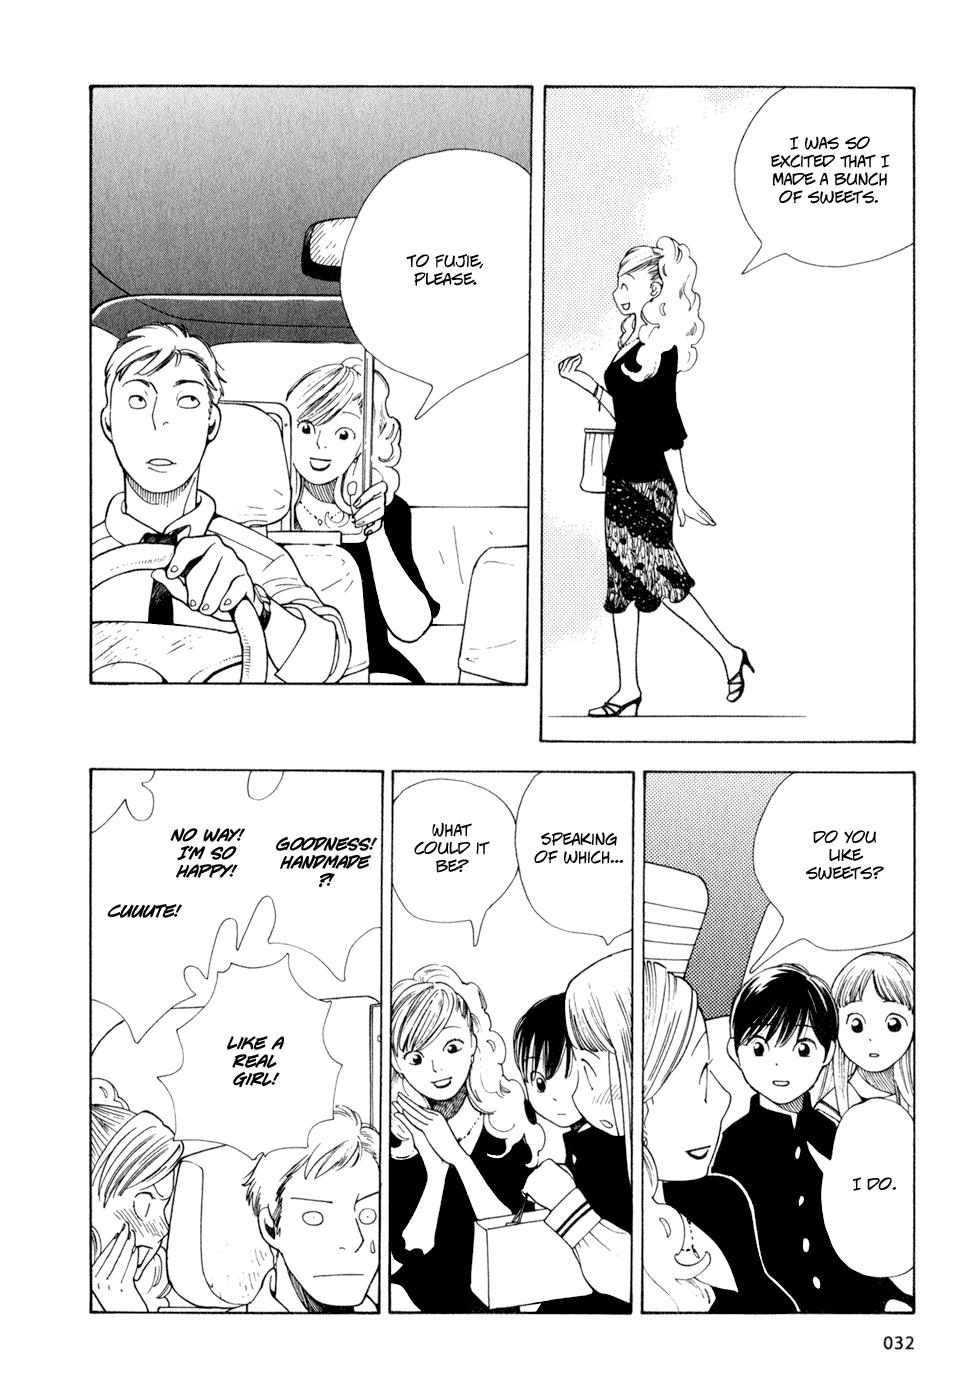 I WAS SO
EXCITED THAT I
MADE A BUNCH
OF SWEETS.
TO FUJIE,
PLEASE.
DO YOU
LIKE
SWEETS?
I DO.
SPEAKING
OF WHICH...
WHAT
COULD IT
BE?
GOODNESS!
HANDMADE
?!
NO WAY!
I'M SO
HAPPY!
CUUUTE!
LIKE A
REAL
GIRL!
032